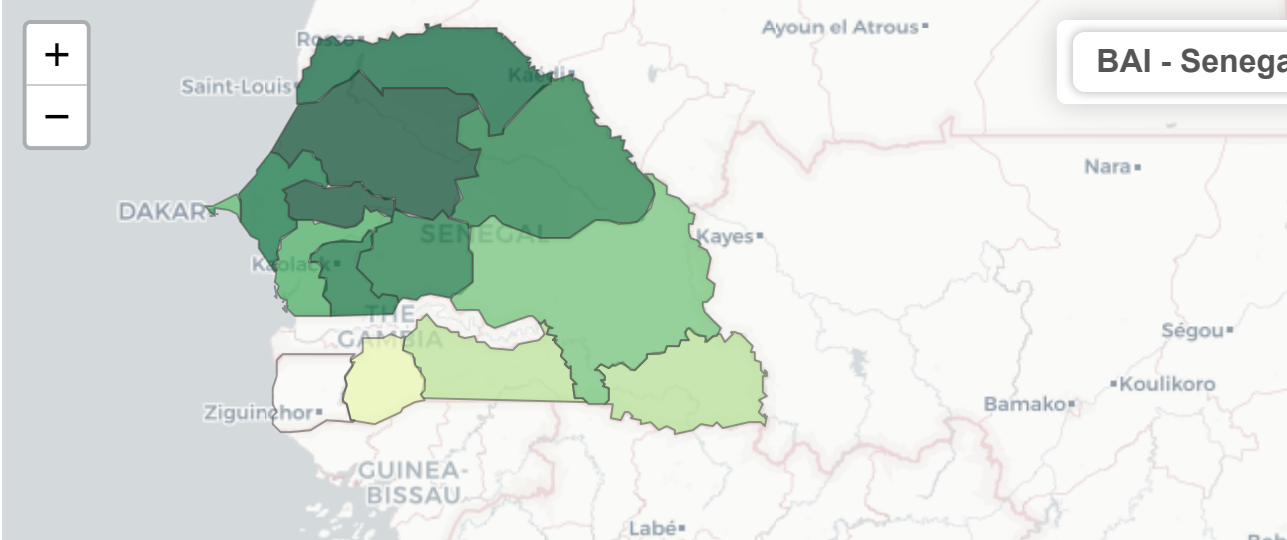 +
−
Ayoun el Atrous
Rosso
BAI - Senega
Kaédi
Saint-Louis
Nara
DAKAR
SENEGAL
Kayes
Kaolack
THE
GAMBIA
Ségou
Koulikoro
Ziguinchor
Bamako
GUINEA-
BISSAU
Labé